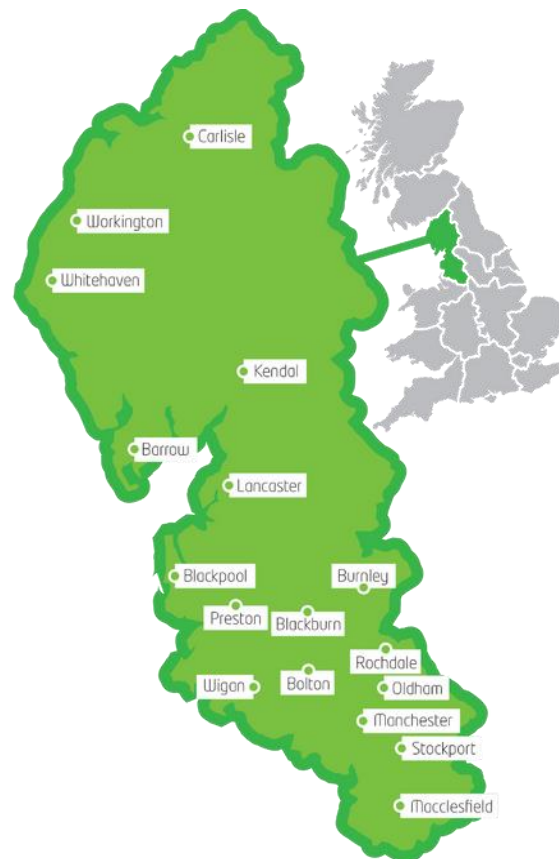 Carlisle
Workington
Whitehaven
Kendal
Barrow
Lancaster
Blackpool
Burnley
Preston
Blackburn
Rochdale
Wigan
Bolton
Oldham
Manchester
Stockport
Macclesfield